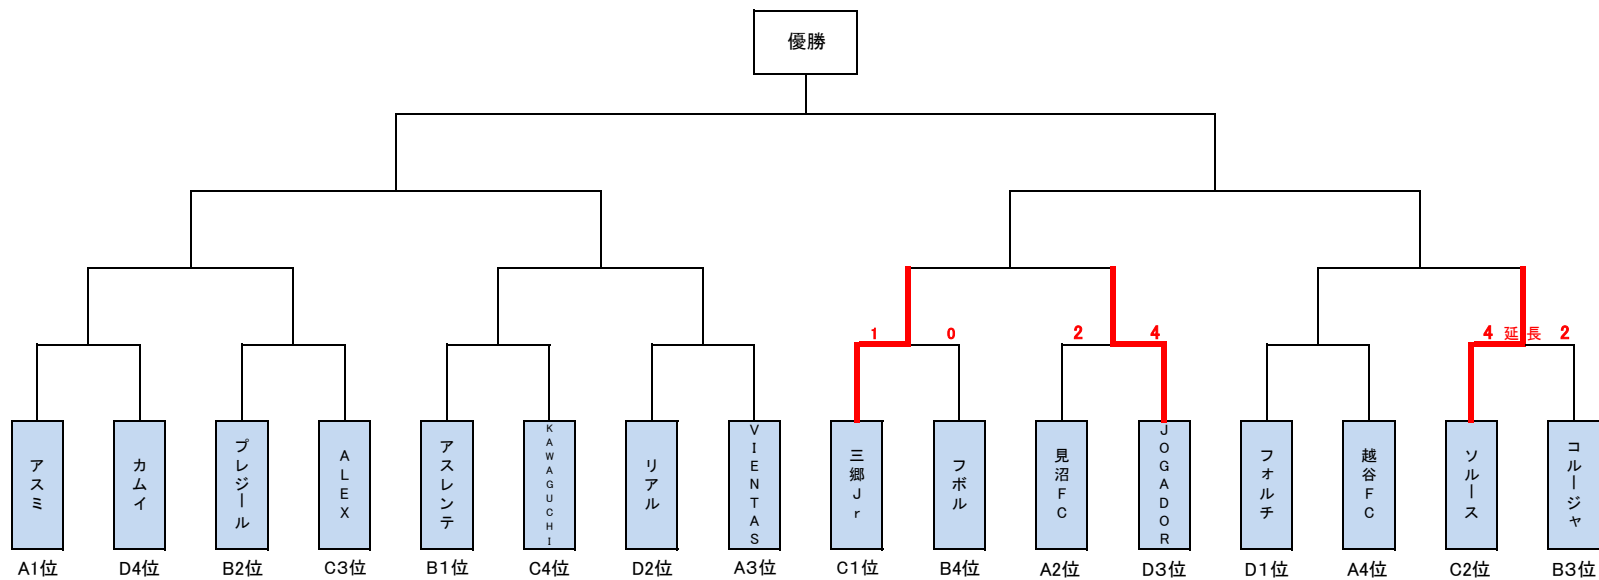 優勝
1 0 2 4 4 延長 2
アスミ
カムイ
プレジール
ALEX
アスレンテ
KAWAGUCHI
リアル
VIENTAS
三郷Jr
フボル
見沼FC
JOGADOR
フォルチ
越谷FC
ソルース
コルージャ
A1位 D4位 B2位 C3位 B1位 C4位 D2位 A3位 C1位 B4位 A2位 D3位 D1位 A4位 C2位 B3位